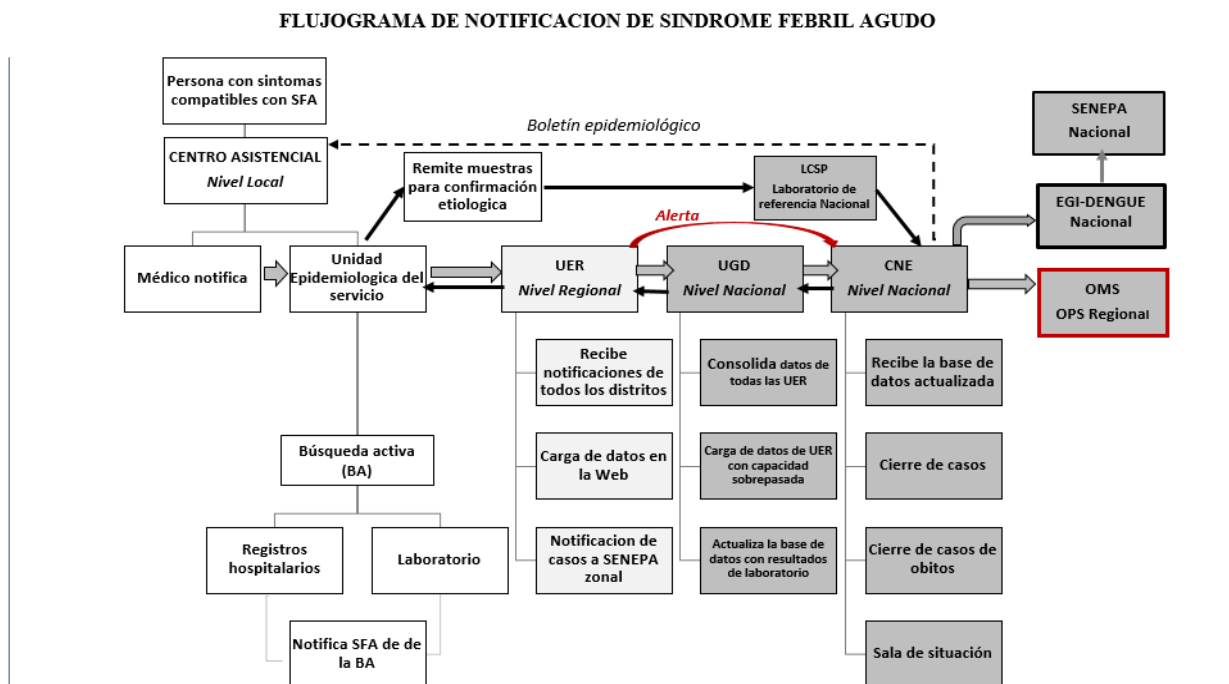 FLUJOGRAMA DE NOTIFICACION DE SINDROME FEBRIL AGUDO
Persona con sintomas
compatibles con SFA
SENEPA
Nacional
Boletín epidemiológico
CENTRO ASISTENCIAL
Nivel Local
Remite muestras
para confirmación
etiologica
LCSP
Laboratorio de
referencia Nacional
EGI-DENGUE
Nacional
Alerta
Médico notifica
Unidad
Epidemiologica del
servicio
UER
Nivel Regional
UGD
Nivel Nacional
CNE
Nivel Nacional
OMS
OPS Regional
Recibe
notificaciones de
todos los distritos
Consolida datos de
todas las UER
Recibe la base de
datos actualizada
Búsqueda activa
(BA)
Carga de datos en
la Web
Carga de datos de UER
con capacidad
sobrepasada
Cierre de casos
Registros
hospitalarios
Laboratorio
Notificacion de
casos a SENEPA
zonal
Actualiza la base de
datos con resultados
de laboratorio
Cierre de casos de
obitos
Notifica SFA de de
la BA
Sala de situación